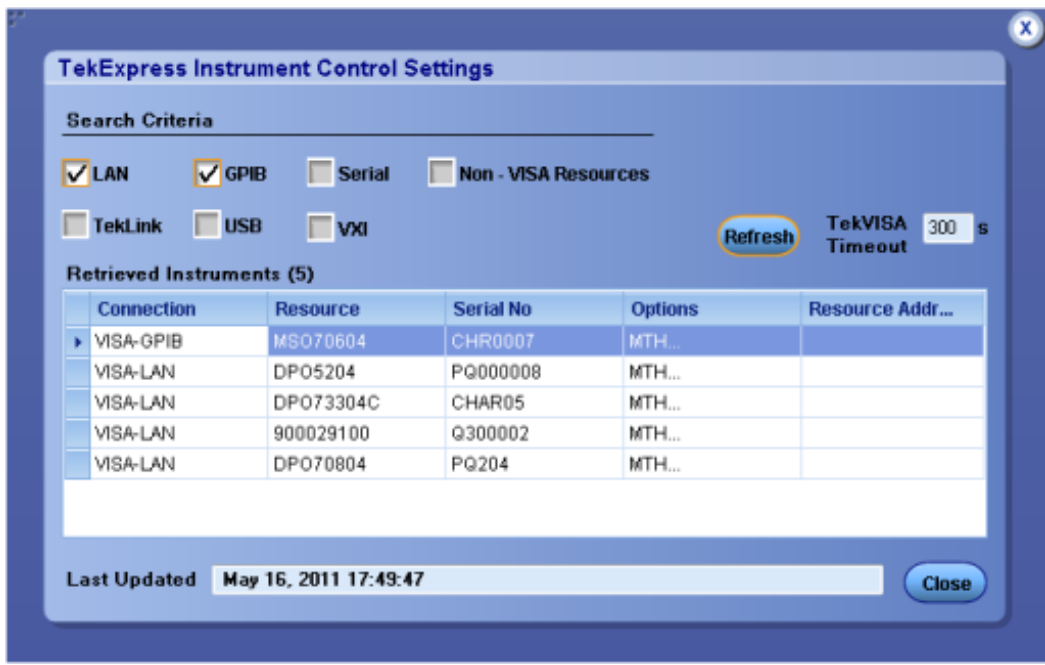 X
TekExpress Instrument Control Settings
Search Criteria
LAN GPIB Serial Non - VISA Resources
TekLink USB VXI Refresh TekVISA Timeout 300 s
Retrieved Instruments (5)
Connection Resource Serial No Options Resource Addr...
VISA-GPIB MSO70604 CHR0007 MTH...
VISA-LAN DPO5204 PQ000008 MTH...
VISA-LAN DPO73304C CHAR05 MTH...
VISA-LAN 900029100 Q300002 MTH...
VISA-LAN DPO70804 PQ204 MTH...
Last Updated May 16, 2011 17:49:47 Close